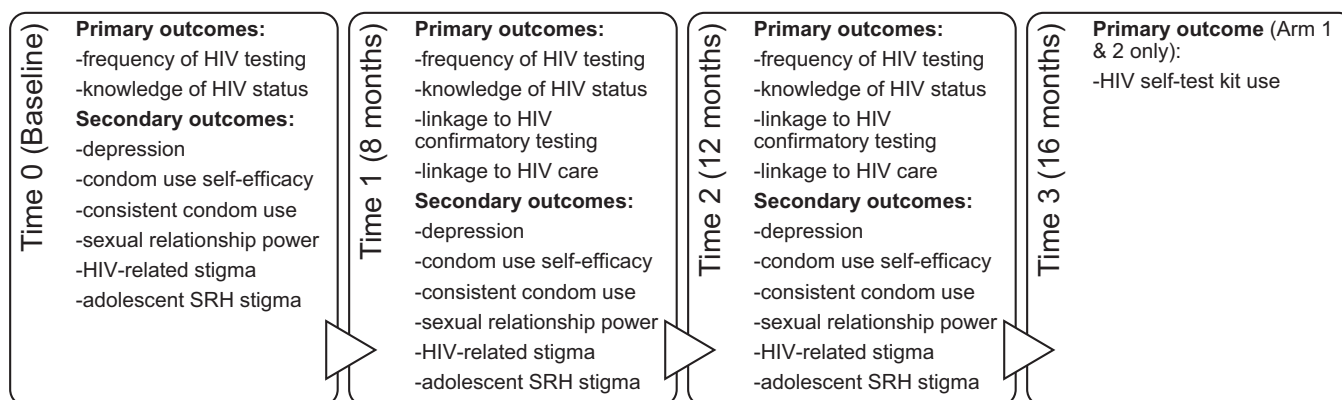 Time 0 (Baseline)
Primary outcomes:
-frequency of HIV testing
-knowledge of HIV status
Secondary outcomes:
-depression
-condom use self-efficacy
-consistent condom use
-sexual relationship power
-HIV-related stigma
-adolescent SRH stigma
Time 1 (8 months)
Primary outcomes:
-frequency of HIV testing
-knowledge of HIV status
-linkage to HIV
confirmatory testing
-linkage to HIV care
Secondary outcomes:
-depression
-condom use self-efficacy
-consistent condom use
-sexual relationship power
-HIV-related stigma
-adolescent SRH stigma
Time 2 (12 months)
Primary outcomes:
-frequency of HIV testing
-knowledge of HIV status
-linkage to HIV
confirmatory testing
-linkage to HIV care
Secondary outcomes:
-depression
-condom use self-efficacy
-consistent condom use
-sexual relationship power
-HIV-related stigma
-adolescent SRH stigma
Time 3 (16 months)
Primary outcome (Arm 1
& 2 only):
-HIV self-test kit use